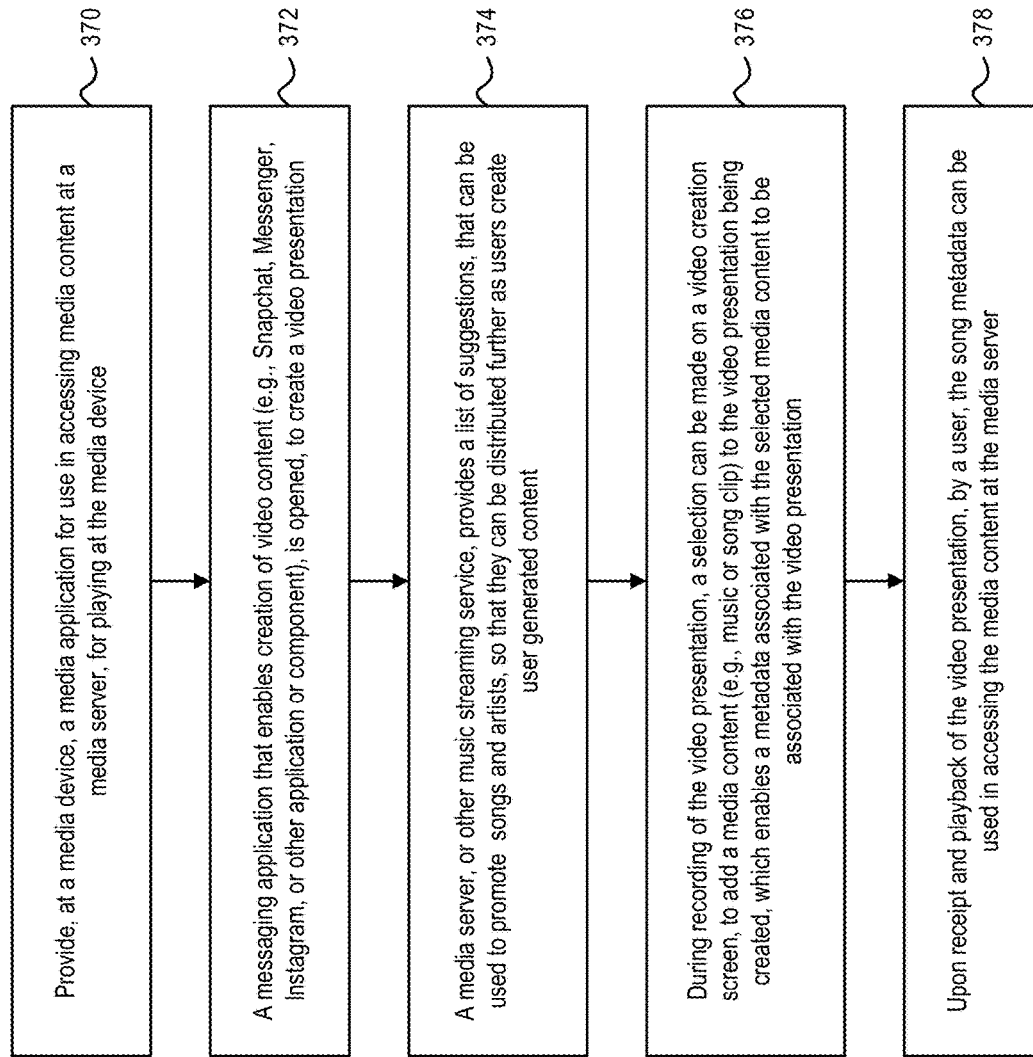 Provide, at a media device, a media application for use in accessing media content at a
media server, for playing at the media device
370
A messaging application that enables creation of video content (e.g., Snapchat, Messenger,
Instagram, or other application or component), is opened, to create a video presentation
372
A media server, or other music streaming service, provides a list of suggestions, that can be
used to promote songs and artists, so that they can be distributed further as users create
user generated content
374
During recording of the video presentation, a selection can be made on a video creation
screen, to add a media content (e.g., music or song clip) to the video presentation being
created, which enables a metadata associated with the selected media content to be
associated with the video presentation
376
Upon receipt and playback of the video presentation, by a user, the song metadata can be
used in accessing the media content at the media server
378